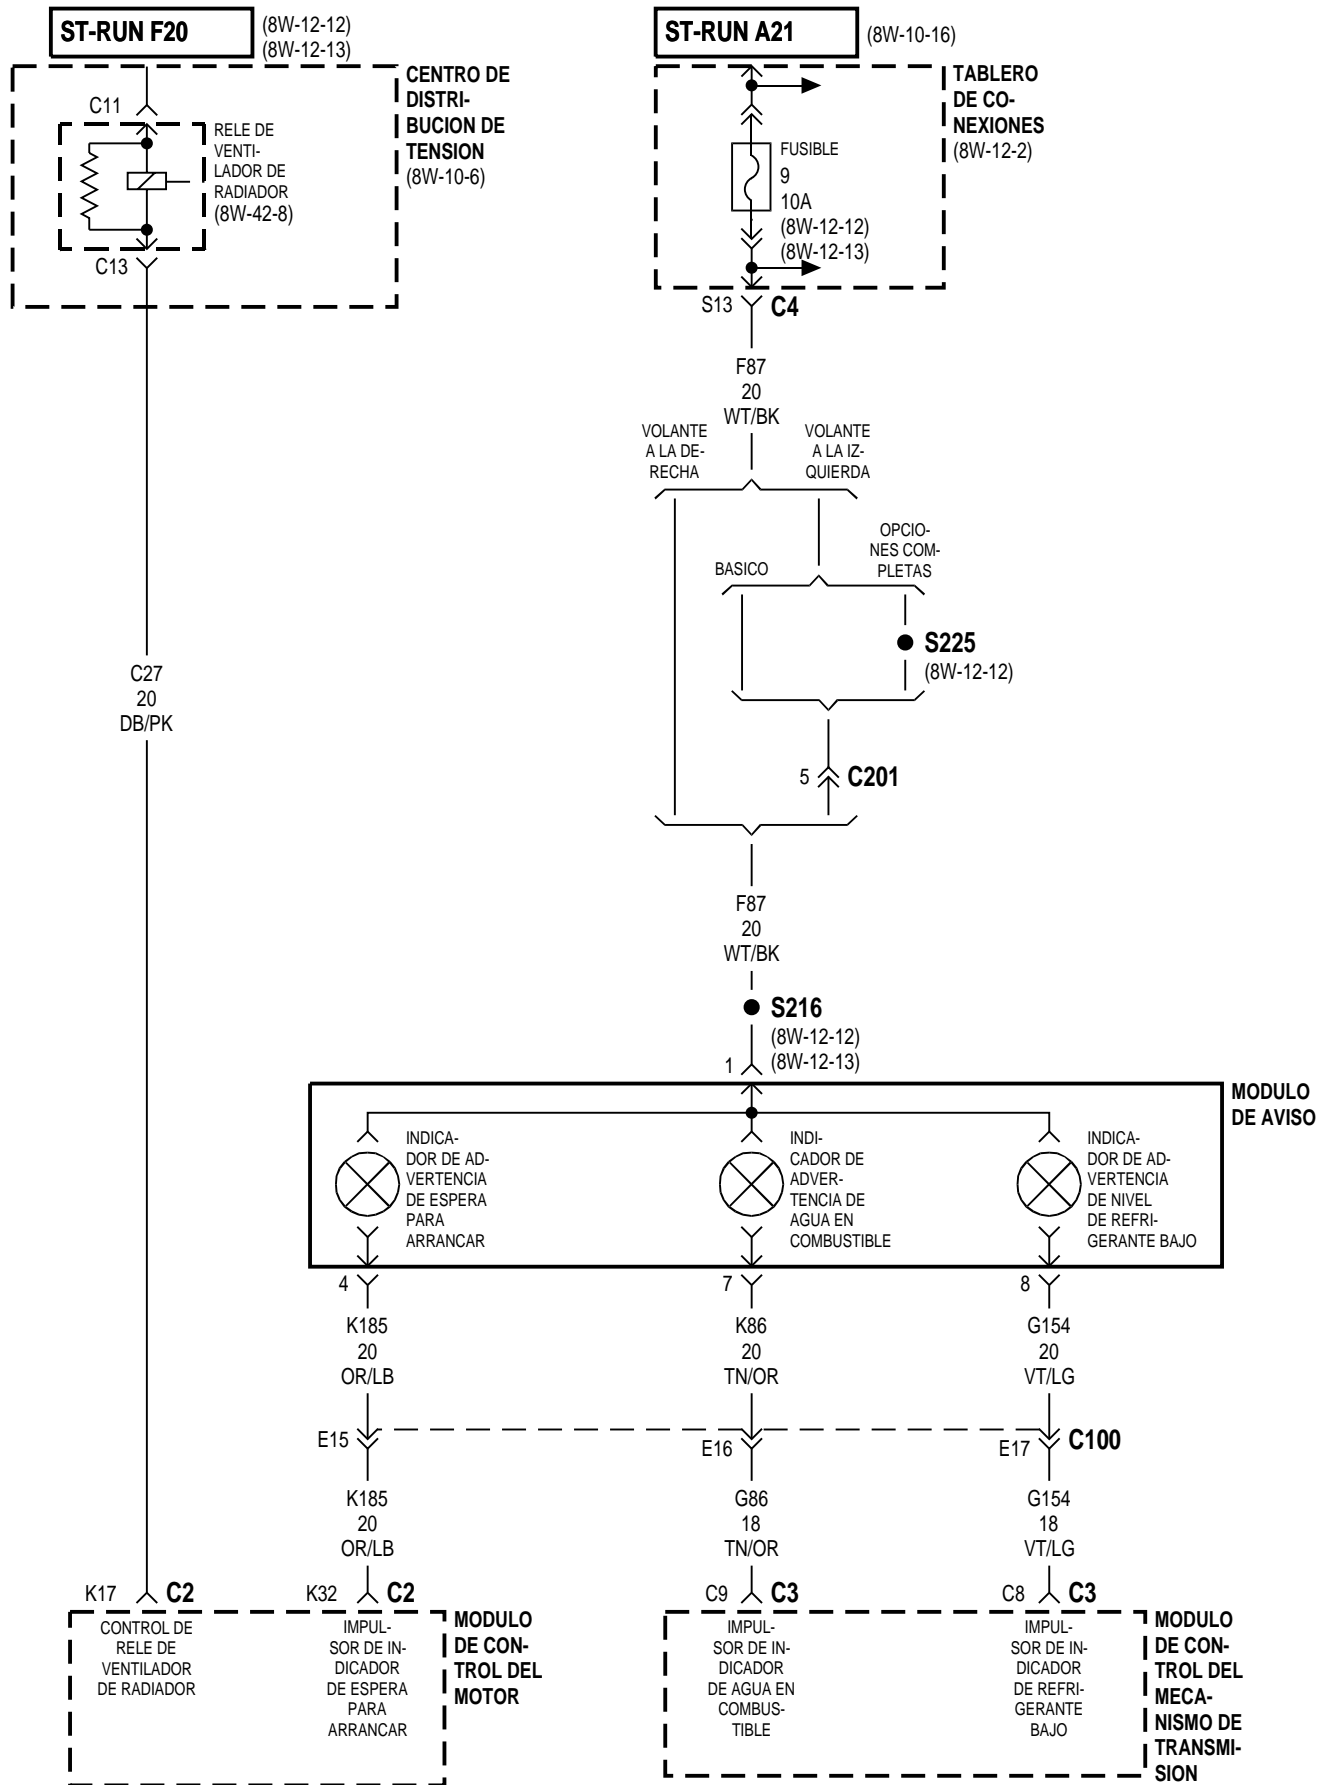 ST-RUN F20
(8W-12-12)
(8W-12-13)
ST-RUN A21
(8W-10-16)
CENTRO DE
DISTRI-
BUCION DE
TENSION
(8W-10-6)
C11
RELE DE
VENTI-
LADOR DE
RADIADOR
(8W-42-8)
C13
TABLERO
DE CO-
NEXIONES
(8W-12-2)
FUSIBLE
9
10A
(8W-12-12)
(8W-12-13)
S13
C4
F87
20
WT/BK
VOLANTE
A LA DE-
RECHA
VOLANTE
A LA IZ-
QUIERDA
BASICO
OPCIO-
NES COM-
PLETAS
S225
(8W-12-12)
C27
20
DB/PK
5
C201
F87
20
WT/BK
S216
(8W-12-12)
(8W-12-13)
1
MODULO
DE AVISO
INDICA-
DOR DE AD-
VERTENCIA
DE ESPERA
PARA
ARRANCAR
INDI-
CADOR DE
ADVER-
TENCIA DE
AGUA EN
COMBUSTIBLE
INDICA-
DOR DE AD-
VERTENCIA
DE NIVEL
DE REFRI-
GERANTE BAJO
4
7
8
K185
20
OR/LB
K86
20
TN/OR
G154
20
VT/LG
E15
E16
E17
C100
K185
20
OR/LB
G86
18
TN/OR
G154
18
VT/LG
K17
C2
K32
C2
C9
C3
C8
C3
CONTROL DE
RELE DE
VENTILADOR
DE RADIADOR
IMPUL-
SOR DE IN-
DICADOR
DE ESPERA
PARA
ARRANCAR
MODULO
DE CON-
TROL DEL
MOTOR
IMPUL-
SOR DE IN-
DICADOR
DE AGUA EN
COMBUS-
TIBLE
IMPUL-
SOR DE IN-
DICADOR
DE REFRI-
GERANTE
BAJO
MODULO
DE CON-
TROL DEL
MECA-
NISMO DE
TRANSMI-
SION